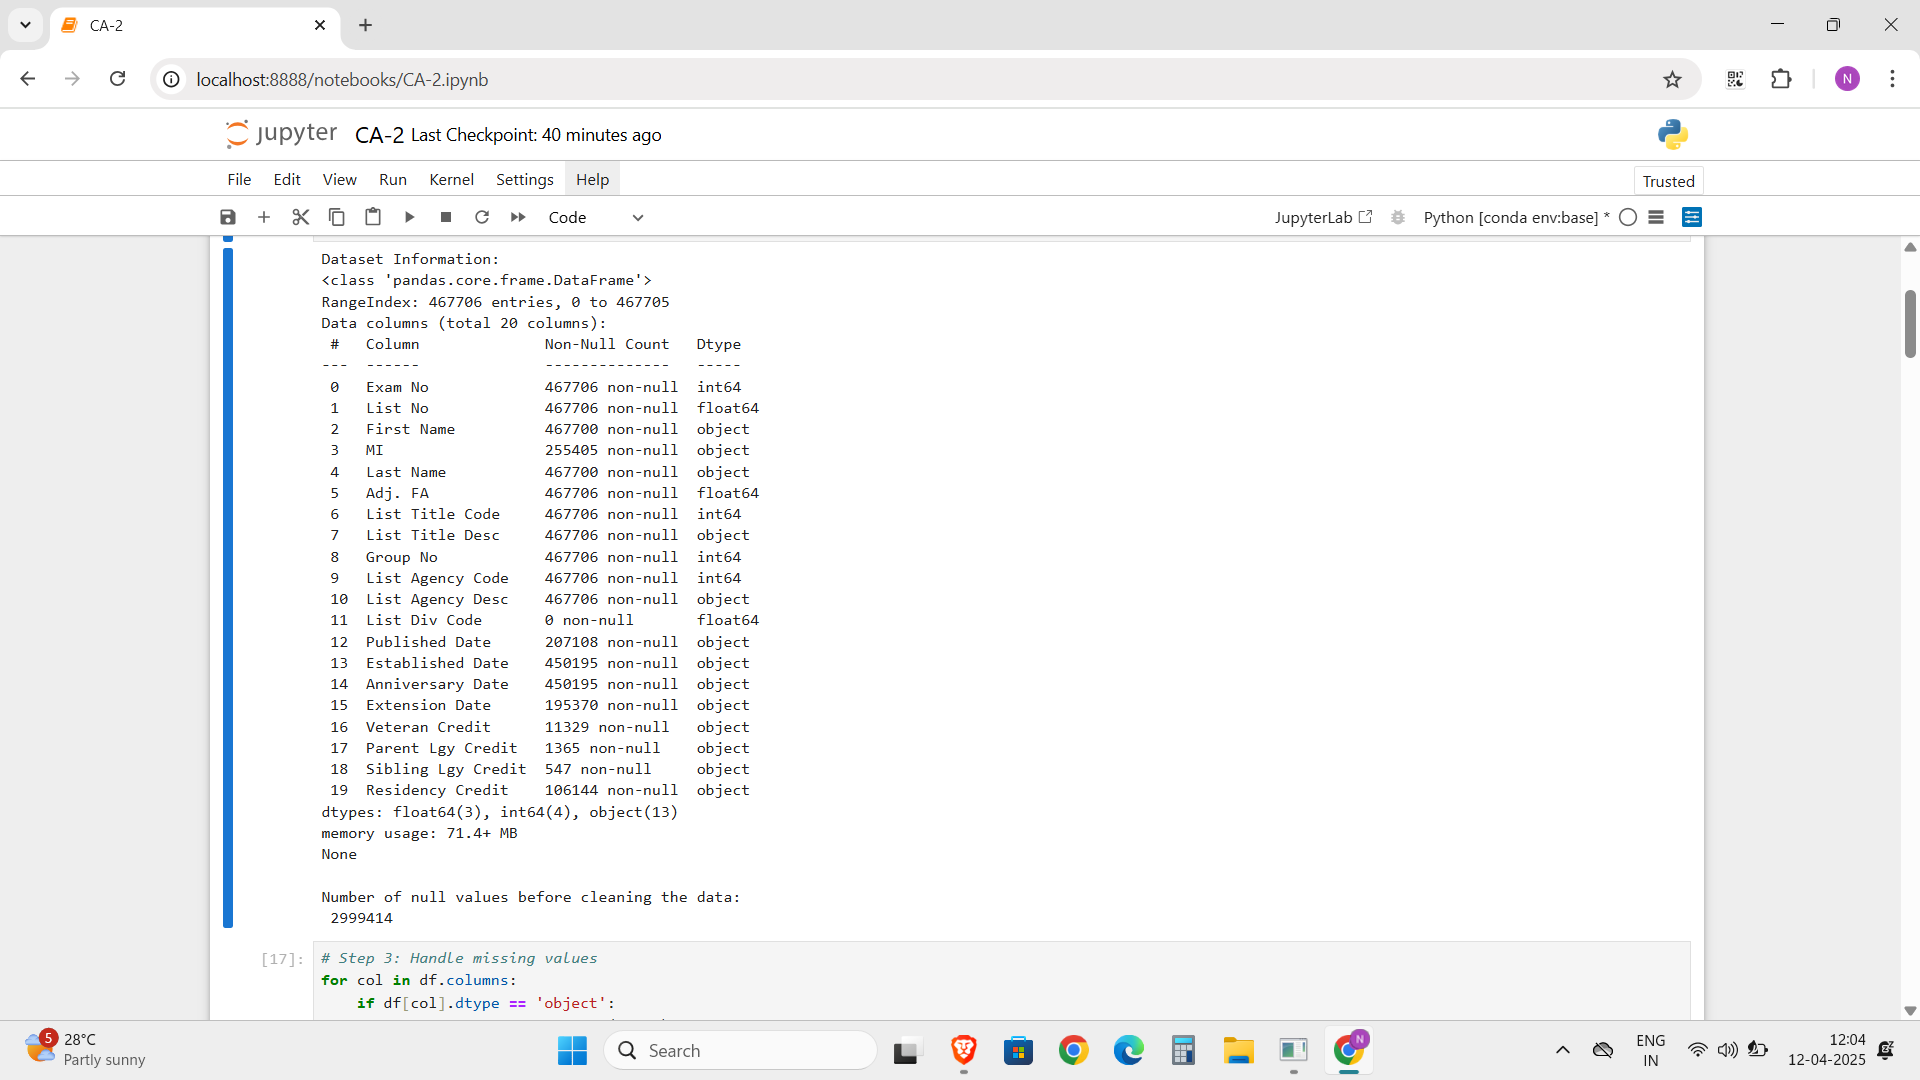 CA-2
localhost:8888/notebooks/CA-2.ipynb
N
jupyter CA-2 Last Checkpoint: 40 minutes ago
File Edit View Run Kernel Settings Help
Trusted
Code
JupyterLab
Python [conda env:base] *
Dataset Information:
<class 'pandas.core.frame.DataFrame'>
RangeIndex: 467706 entries, 0 to 467705
Data columns (total 20 columns):
 #   Column              Non-Null Count   Dtype
---  ------              --------------   -----
 0   Exam No             467706 non-null  int64
 1   List No             467706 non-null  float64
 2   First Name          467700 non-null  object
 3   MI                  255405 non-null  object
 4   Last Name           467700 non-null  object
 5   Adj. FA             467706 non-null  float64
 6   List Title Code     467706 non-null  int64
 7   List Title Desc     467706 non-null  object
 8   Group No            467706 non-null  int64
 9   List Agency Code    467706 non-null  int64
 10  List Agency Desc    467706 non-null  object
 11  List Div Code       0 non-null       float64
 12  Published Date      207108 non-null  object
 13  Established Date    450195 non-null  object
 14  Anniversary Date    450195 non-null  object
 15  Extension Date      195370 non-null  object
 16  Veteran Credit      11329 non-null   object
 17  Parent Lgy Credit   1365 non-null    object
 18  Sibling Lgy Credit  547 non-null     object
 19  Residency Credit    106144 non-null  object
dtypes: float64(3), int64(4), object(13)
memory usage: 71.4+ MB
None
Number of null values before cleaning the data:
 2999414
[17]: # Step 3: Handle missing values
for col in df.columns:
    if df[col].dtype == 'object':
5
28°C
Partly sunny
Search
N
ENG
IN
12:04
12-04-2025